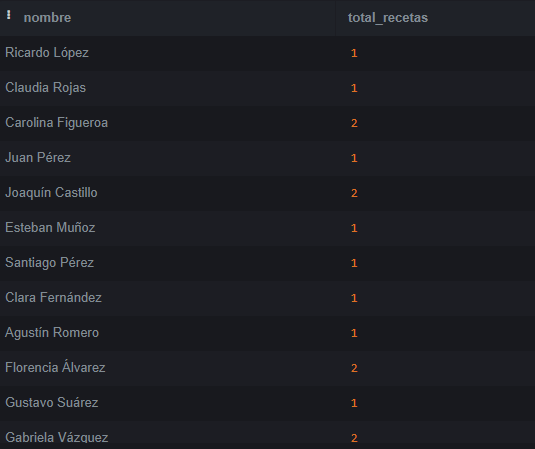 nombre total_recetas
Ricardo López 1
Claudia Rojas 1
Carolina Figueroa 2
Juan Pérez 1
Joaquín Castillo 2
Esteban Muñoz 1
Santiago Pérez 1
Clara Fernández 1
Agustín Romero 1
Florencia Álvarez 2
Gustavo Suárez 1
Gabriela Vázquez 2